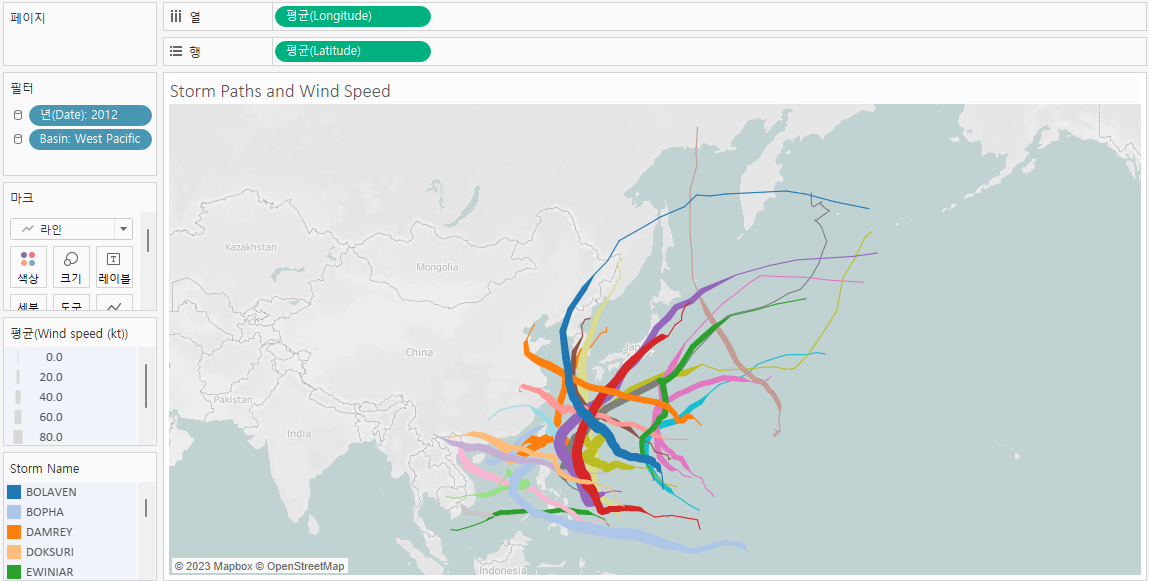 페이지
열
평균(Longitude)
행
평균(Latitude)
필터
년(Date): 2012
Basin: West Pacific
마크
라인
색상
크기
레이블
세부
도구
평균(Wind speed (kt))
0.0
20.0
40.0
60.0
80.0
Storm Name
BOLAVEN
BOPHA
DAMREY
DOKSURI
EWINIAR
Storm Paths and Wind Speed
Kazakhstan
Mongolia
China
Pakistan
India
Indonesia
© 2023 Mapbox © OpenStreetMap